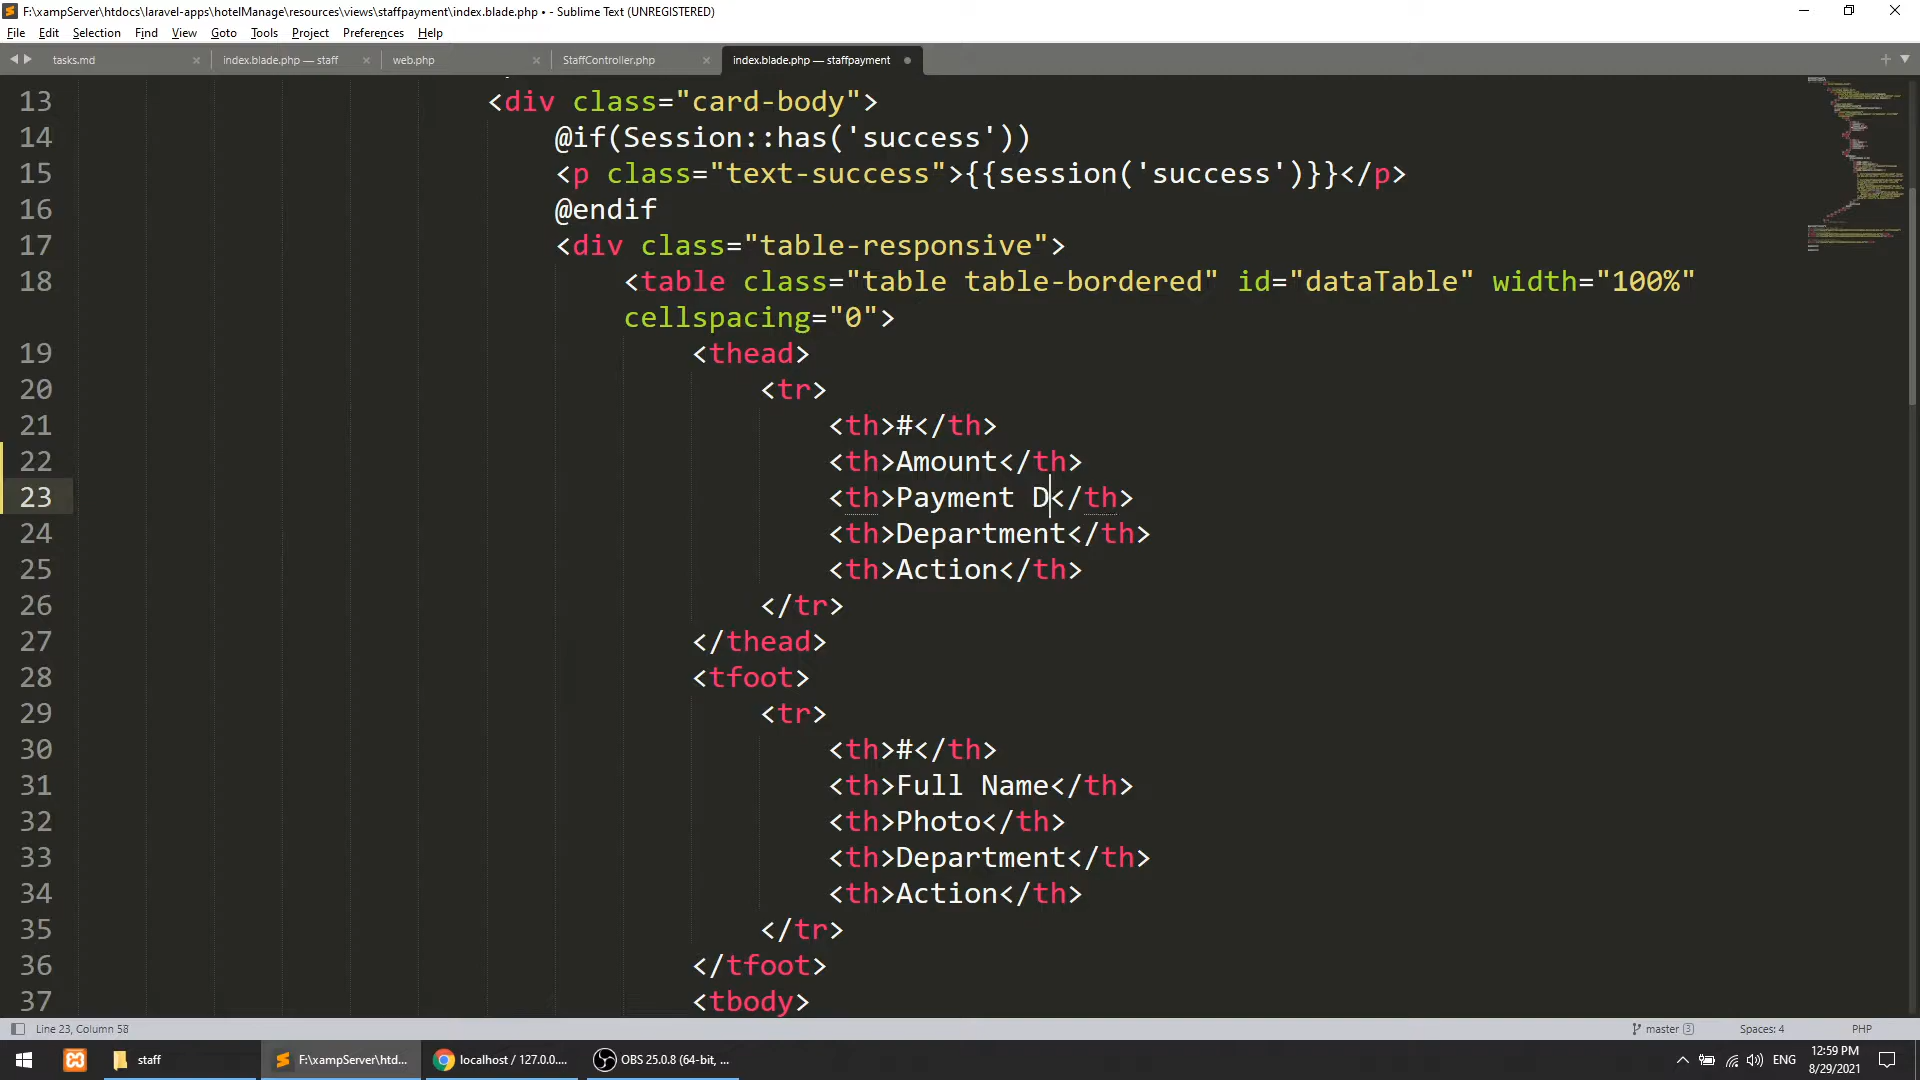 F:\xampServer\htdocs\laravel-apps\hotelManage\resources\views\staffpayment\index.blade.php • - Sublime Text (UNREGISTERED)
File Edit Selection Find View Goto Tools Project Preferences Help
tasks.md × index.blade.php — staff × web.php × StaffController.php × index.blade.php — staffpayment
13 <div class="card-body">
14 @if(Session::has('success'))
15 <p class="text-success">{{session('success')}}</p>
16 @endif
17 <div class="table-responsive">
18 <table class="table table-bordered" id="dataTable" width="100%"
cellspacing="0">
19 <thead>
20 <tr>
21 <th>#</th>
22 <th>Amount</th>
23 <th>Payment D</th>
24 <th>Department</th>
25 <th>Action</th>
26 </tr>
27 </thead>
28 <tfoot>
29 <tr>
30 <th>#</th>
31 <th>Full Name</th>
32 <th>Photo</th>
33 <th>Department</th>
34 <th>Action</th>
35 </tr>
36 </tfoot>
37 <tbody>
Line 23, Column 58 master 3 Spaces: 4 PHP
staff F:\xampServer\htd... localhost / 127.0.0.... OBS 25.0.8 (64-bit, ... ENG 12:59 PM
8/29/2021